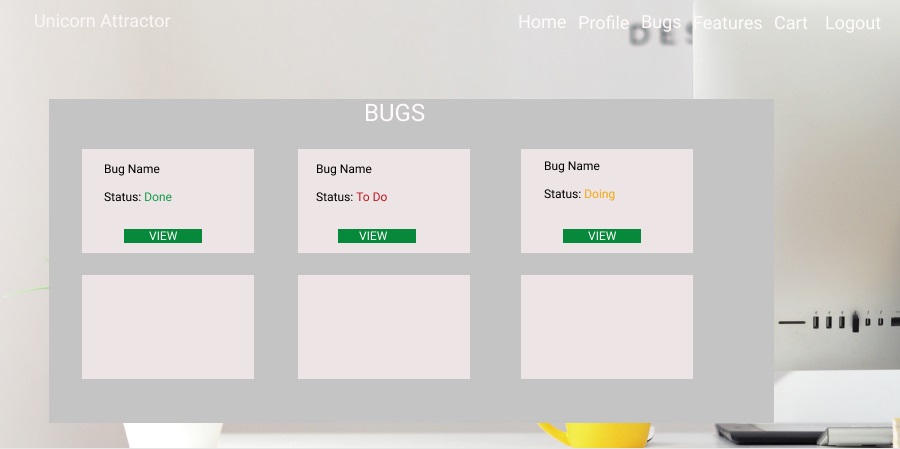 Unicorn Attractor
Home Profile Bugs Features Cart Logout
DES
BUGS
Bug Name
Status: Done
VIEW
Bug Name
Status: To Do
VIEW
Bug Name
Status: Doing
VIEW